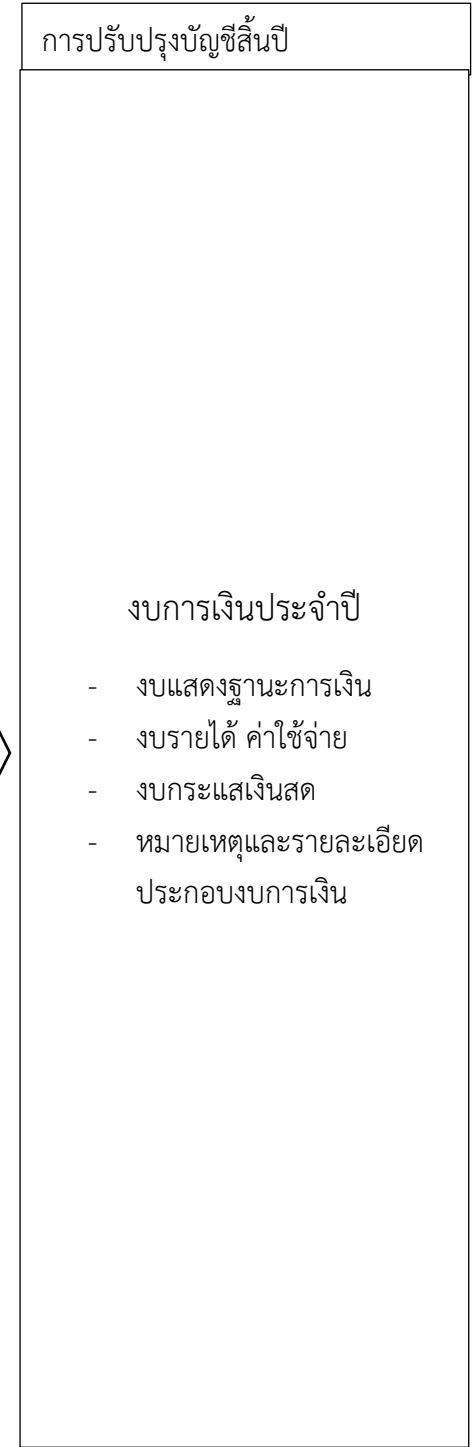 การปรับปรุงบัญชีสิ้นปี
งบการเงินประจำปี
- งบแสดงฐานะการเงิน
- งบรายได้ ค่าใช้จ่าย
- งบกระแสเงินสด
- หมายเหตุและรายละเอียด
ประกอบงบการเงิน